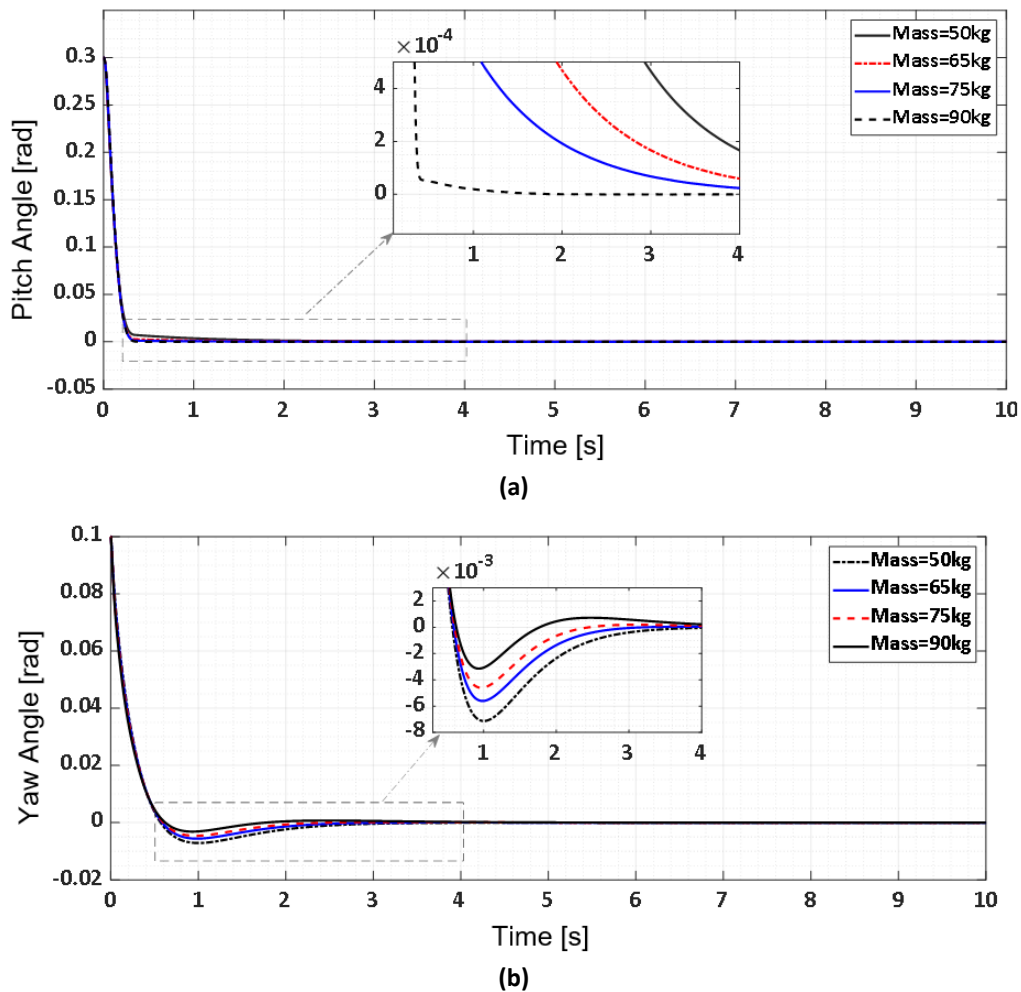 0.3
0.2
0.1
0.05
0
-0.05
Pitch Angle [rad]
× 10⁻⁴
4
2
0
1 2 3 4
Mass=50kg
Mass=65kg
Mass=75kg
Mass=90kg
0 1 2 3 4 5 6 7 8 9 10
Time [s]
(a)
0.1
0.08
0.06
0.04
0.02
0
-0.02
Yaw Angle [rad]
× 10⁻³
2
0
-2
-4
-6
-8
1 2 3 4
Mass=50kg
Mass=65kg
Mass=75kg
Mass=90kg
0 1 2 3 4 5 6 7 8 9 10
Time [s]
(b)